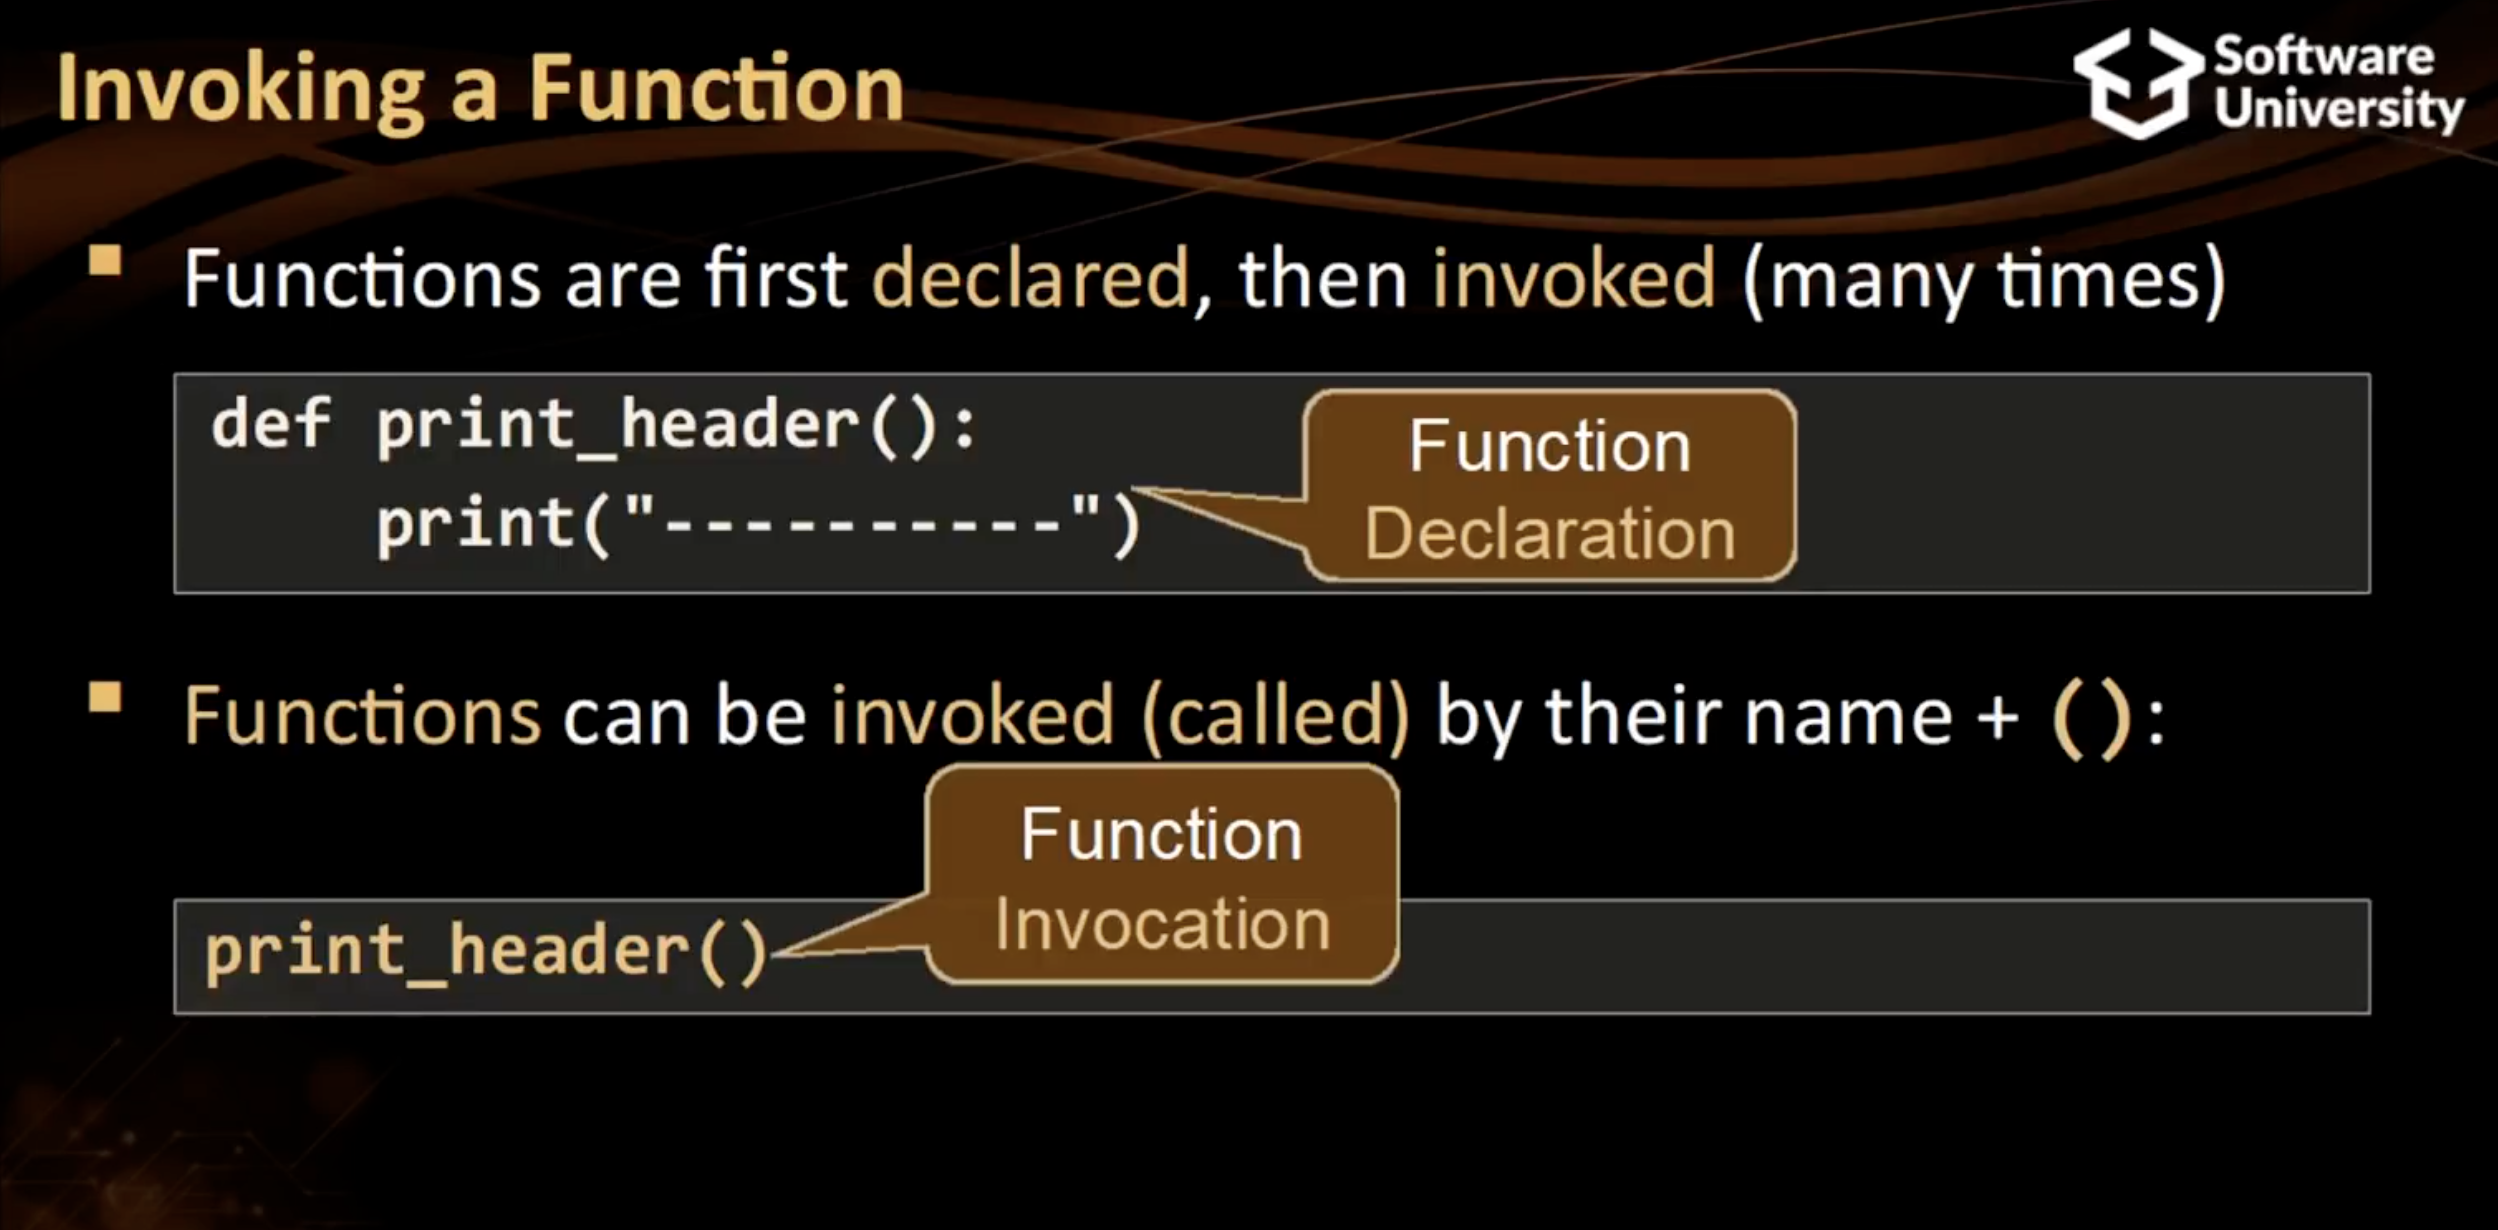 Invoking a Function
Software
University
Functions are first declared, then invoked (many times)
def print_header():
print("----------")
Function
Declaration
Functions can be invoked (called) by their name + ():
Function
Invocation
print_header()